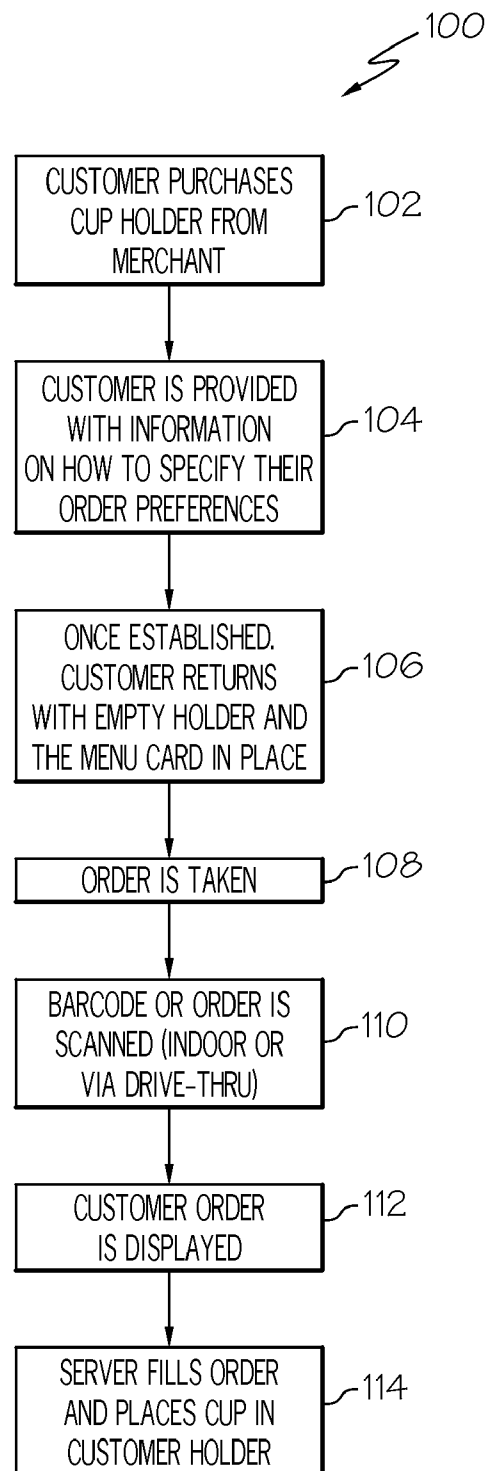 100
CUSTOMER PURCHASES
CUP HOLDER FROM
MERCHANT
102
CUSTOMER IS PROVIDED
WITH INFORMATION
ON HOW TO SPECIFY THEIR
ORDER PREFERENCES
104
ONCE ESTABLISHED.
CUSTOMER RETURNS
WITH EMPTY HOLDER AND
THE MENU CARD IN PLACE
106
ORDER IS TAKEN
108
BARCODE OR ORDER IS
SCANNED (INDOOR OR
VIA DRIVE-THRU)
110
CUSTOMER ORDER
IS DISPLAYED
112
SERVER FILLS ORDER
AND PLACES CUP IN
CUSTOMER HOLDER
114